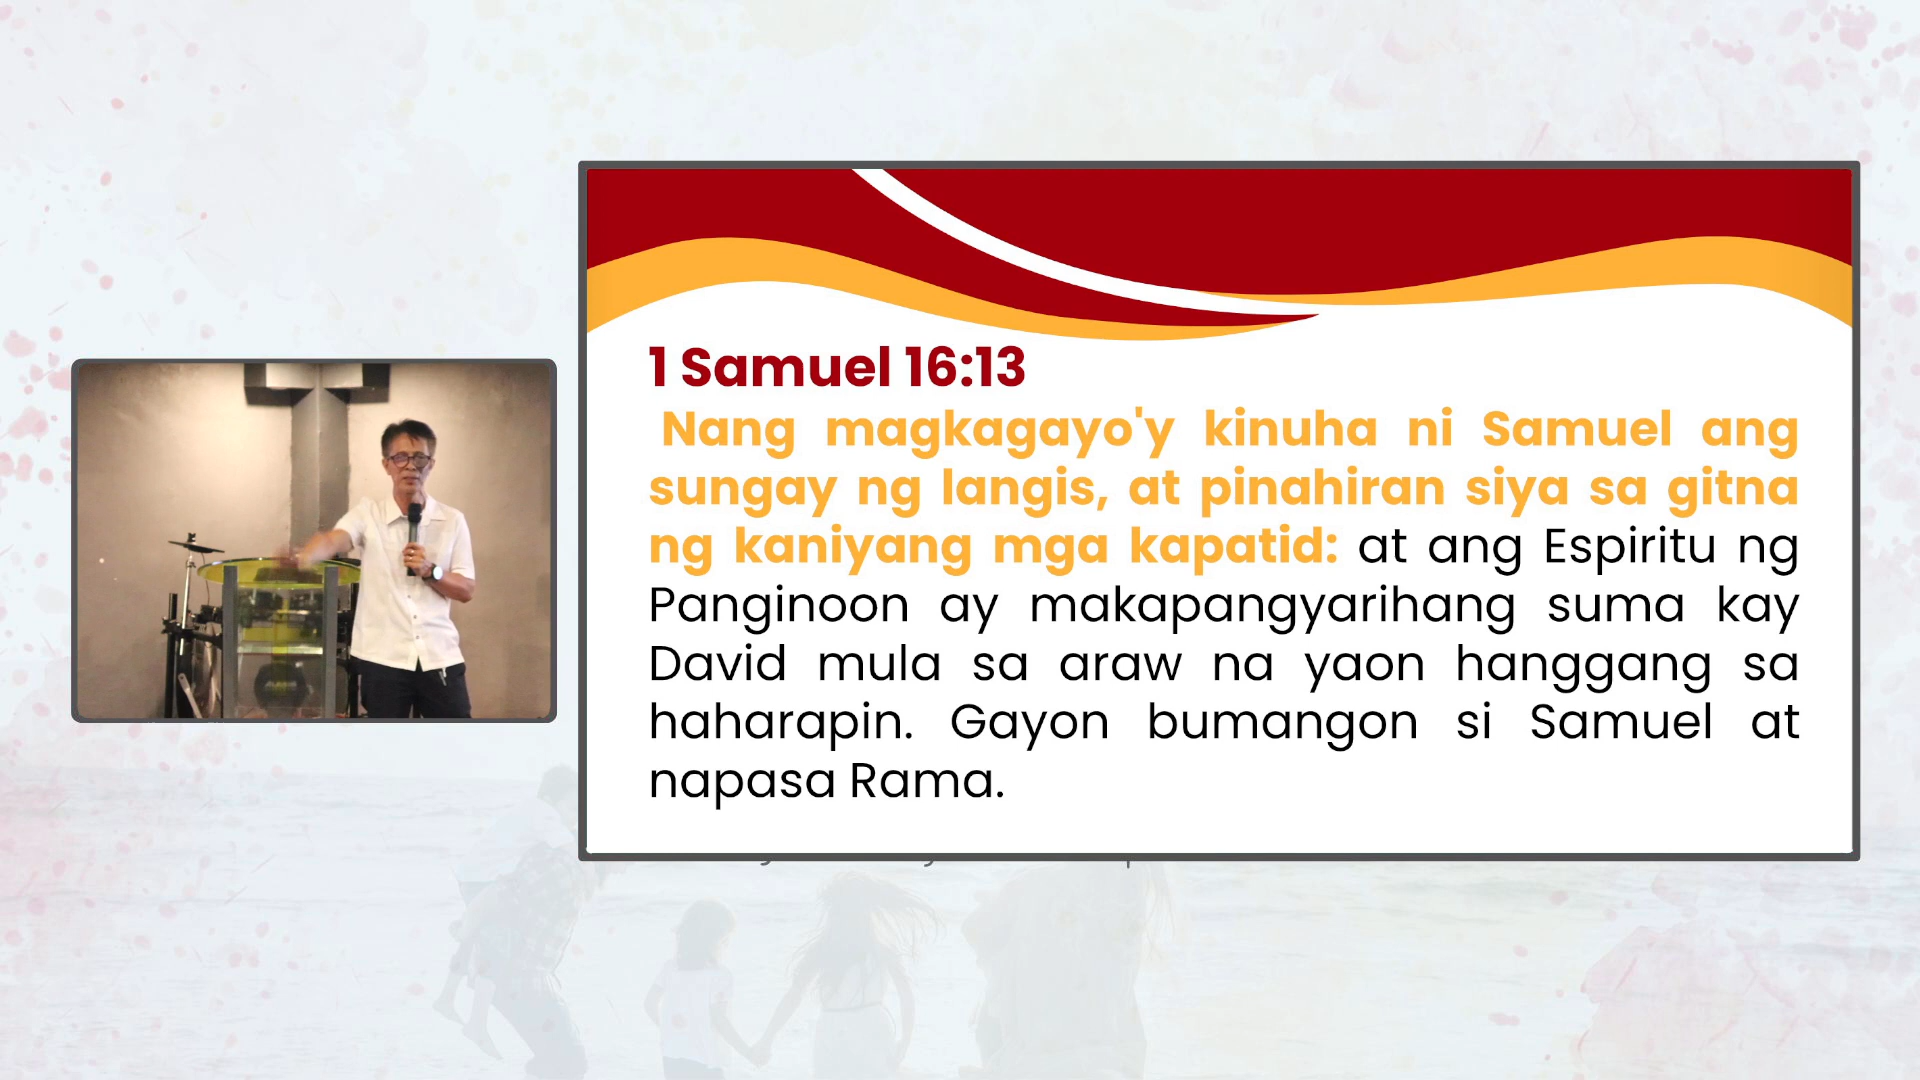 1 Samuel 16:13
Nang magkagayo'y kinuha ni Samuel ang
sungay ng langis, at pinahiran siya sa gitna
ng kaniyang mga kapatid: at ang Espiritu ng
Panginoon ay makapangyarihang suma kay
David mula sa araw na yaon hanggang sa
haharapin. Gayon bumangon si Samuel at
napasa Rama.